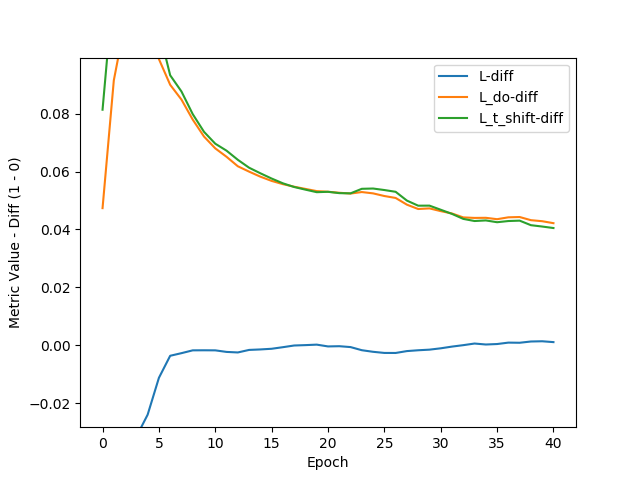 L-diff
L_do-diff
L_t_shift-diff
Metric Value - Diff (1 - 0)
0.08
0.06
0.04
0.02
0.00
−0.02
0 5 10 15 20 25 30 35 40
Epoch